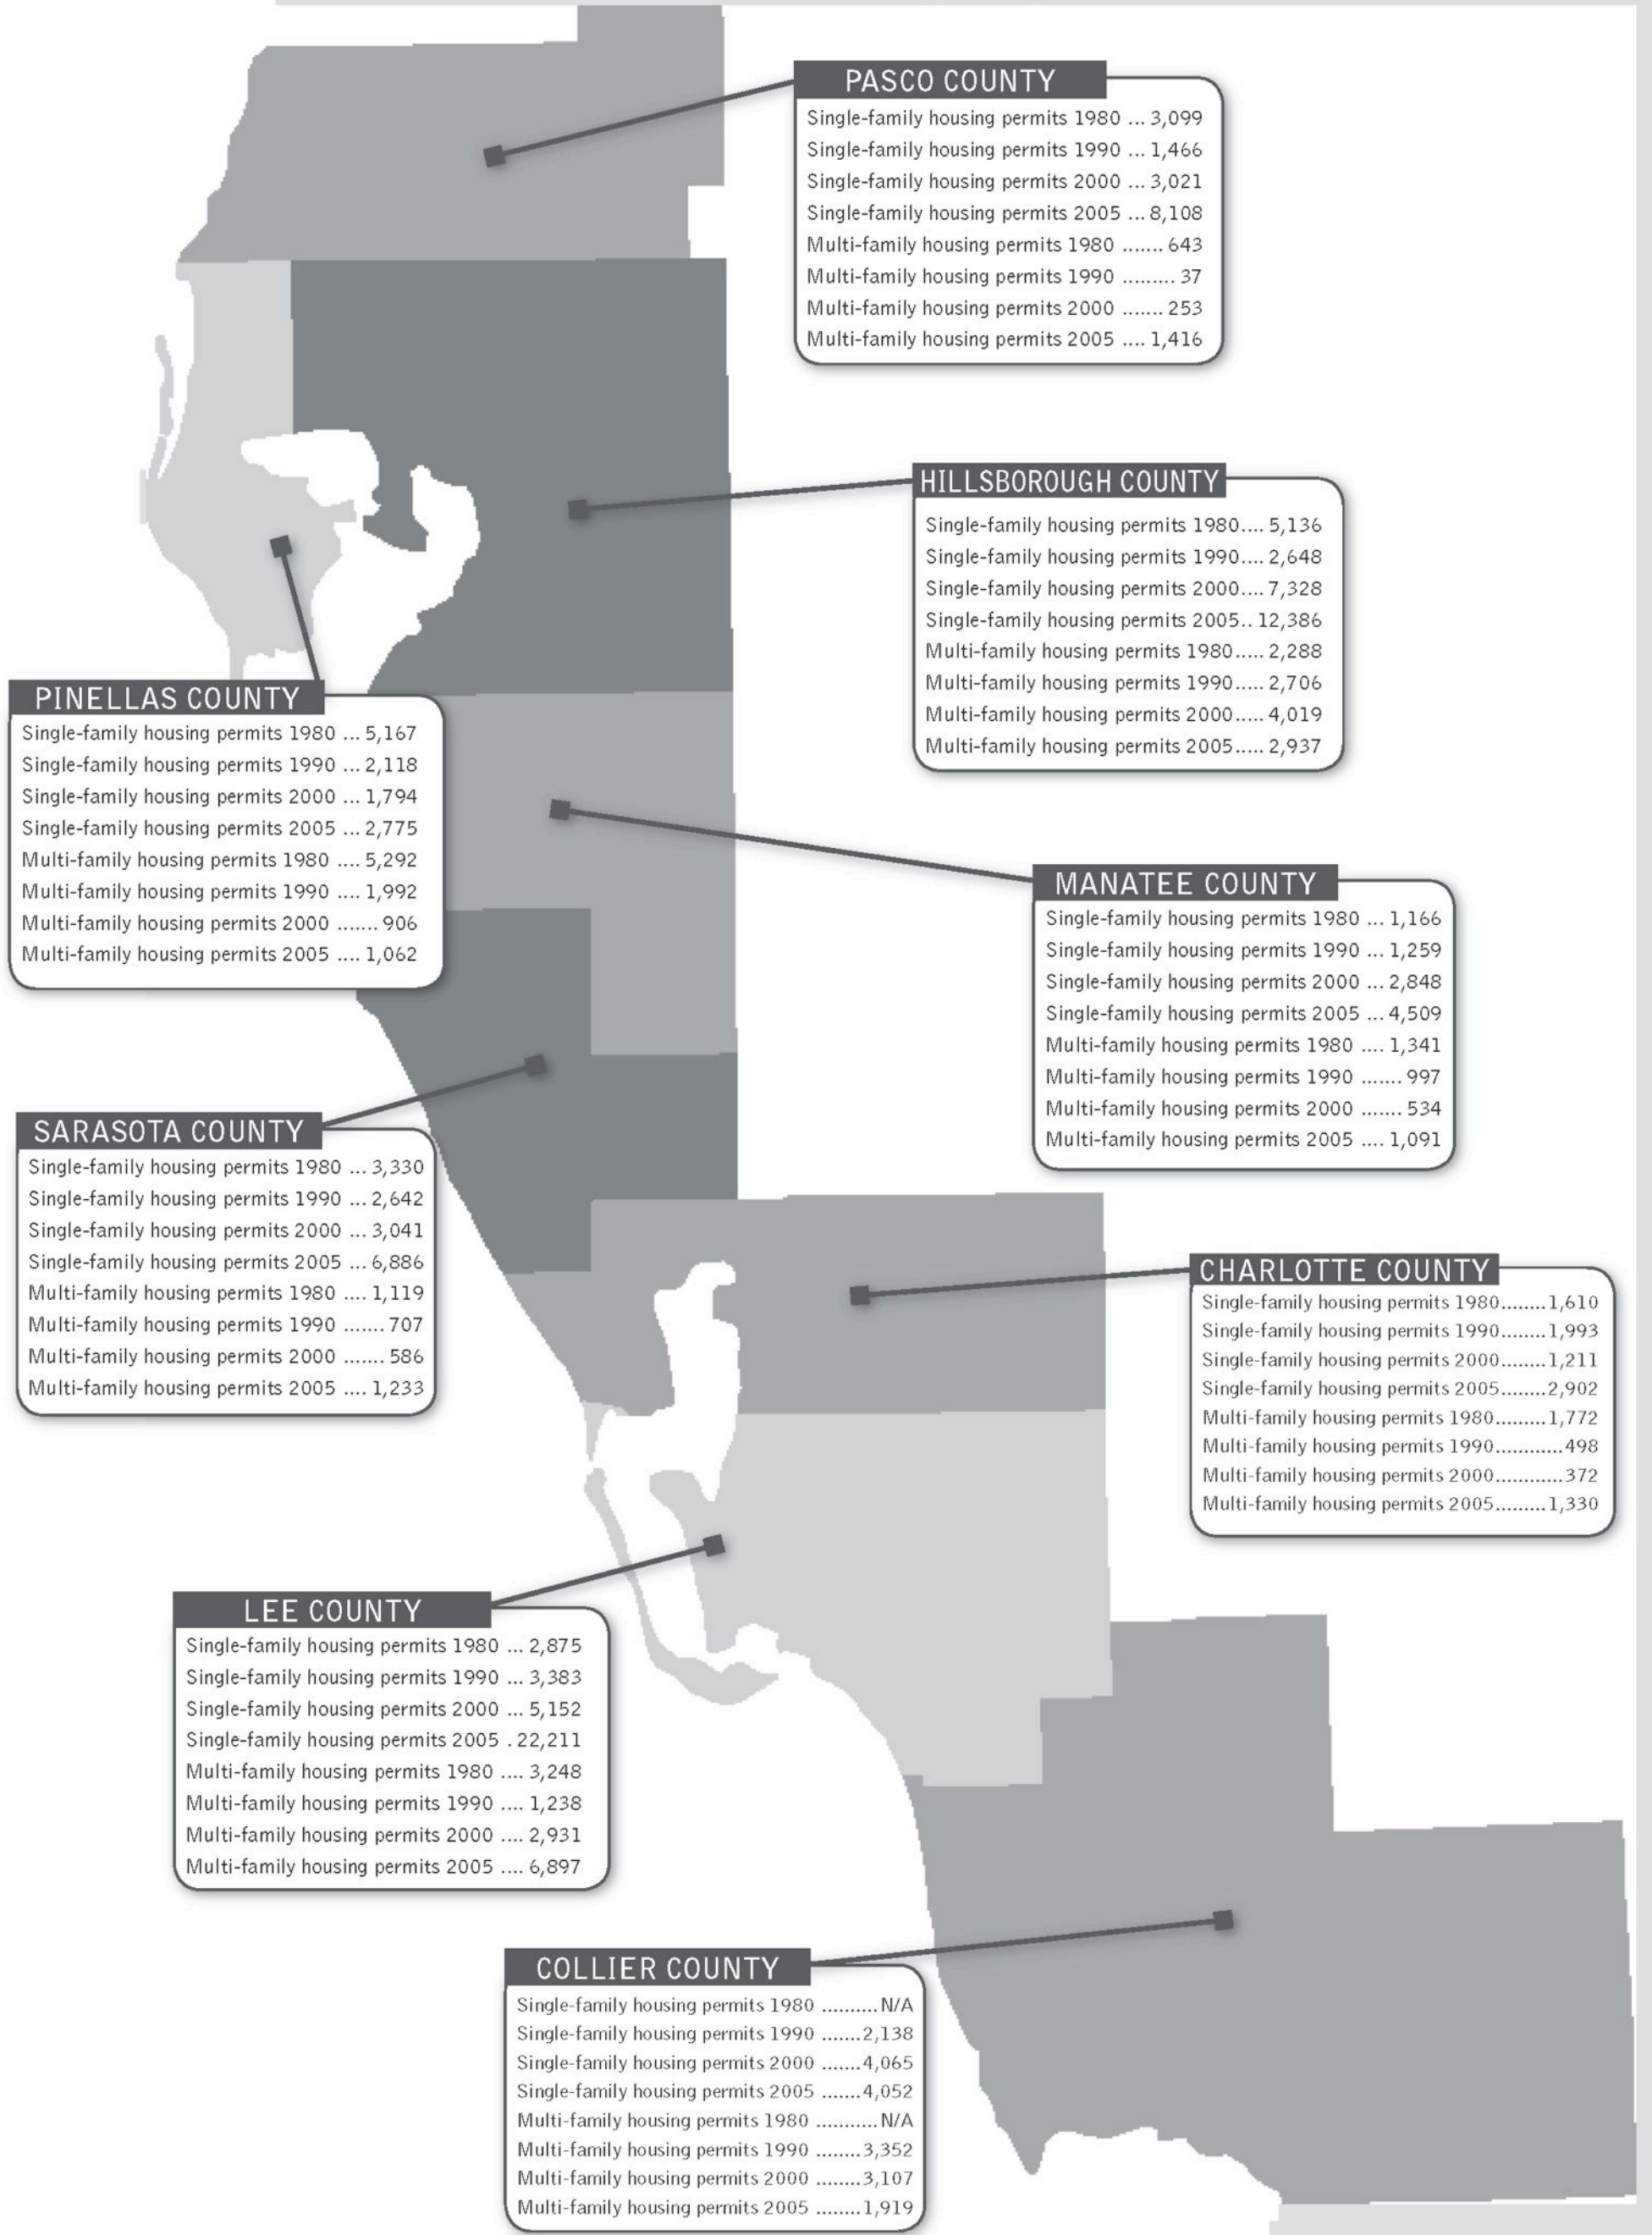 PASCO COUNTY
Single-family housing permits 1980 ... 3,099
Single-family housing permits 1990 ... 1,466
Single-family housing permits 2000 ... 3,021
Single-family housing permits 2005 ... 8,108
Multi-family housing permits 1980 ....... 643
Multi-family housing permits 1990 ......... 37
Multi-family housing permits 2000 ....... 253
Multi-family housing permits 2005 .... 1,416
HILLSBOROUGH COUNTY
Single-family housing permits 1980.... 5,136
Single-family housing permits 1990.... 2,648
Single-family housing permits 2000.... 7,328
Single-family housing permits 2005.. 12,386
Multi-family housing permits 1980..... 2,288
Multi-family housing permits 1990..... 2,706
Multi-family housing permits 2000..... 4,019
Multi-family housing permits 2005..... 2,937
PINELLAS COUNTY
Single-family housing permits 1980 ... 5,167
Single-family housing permits 1990 ... 2,118
Single-family housing permits 2000 ... 1,794
Single-family housing permits 2005 ... 2,775
Multi-family housing permits 1980 .... 5,292
Multi-family housing permits 1990 .... 1,992
Multi-family housing permits 2000 ....... 906
Multi-family housing permits 2005 .... 1,062
MANATEE COUNTY
Single-family housing permits 1980 ... 1,166
Single-family housing permits 1990 ... 1,259
Single-family housing permits 2000 ... 2,848
Single-family housing permits 2005 ... 4,509
Multi-family housing permits 1980 .... 1,341
Multi-family housing permits 1990 ....... 997
Multi-family housing permits 2000 ....... 534
Multi-family housing permits 2005 .... 1,091
SARASOTA COUNTY
Single-family housing permits 1980 ... 3,330
Single-family housing permits 1990 ... 2,642
Single-family housing permits 2000 ... 3,041
Single-family housing permits 2005 ... 6,886
Multi-family housing permits 1980 .... 1,119
Multi-family housing permits 1990 ....... 707
Multi-family housing permits 2000 ....... 586
Multi-family housing permits 2005 .... 1,233
CHARLOTTE COUNTY
Single-family housing permits 1980........1,610
Single-family housing permits 1990........1,993
Single-family housing permits 2000........1,211
Single-family housing permits 2005........2,902
Multi-family housing permits 1980.........1,772
Multi-family housing permits 1990............498
Multi-family housing permits 2000............372
Multi-family housing permits 2005.........1,330
LEE COUNTY
Single-family housing permits 1980 ... 2,875
Single-family housing permits 1990 ... 3,383
Single-family housing permits 2000 ... 5,152
Single-family housing permits 2005 . 22,211
Multi-family housing permits 1980 .... 3,248
Multi-family housing permits 1990 .... 1,238
Multi-family housing permits 2000 .... 2,931
Multi-family housing permits 2005 .... 6,897
COLLIER COUNTY
Single-family housing permits 1980 .......... N/A
Single-family housing permits 1990 .......2,138
Single-family housing permits 2000 .......4,065
Single-family housing permits 2005 .......4,052
Multi-family housing permits 1980 ........... N/A
Multi-family housing permits 1990 ........3,352
Multi-family housing permits 2000 ........3,107
Multi-family housing permits 2005 ........1,919